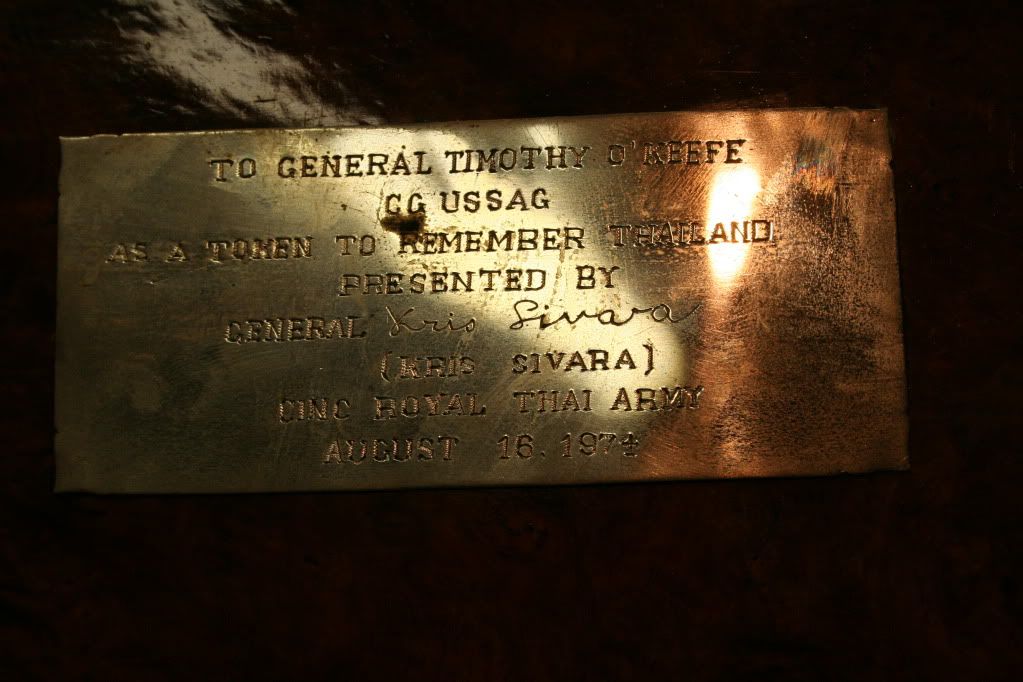 TO GENERAL TIMOTHY O'KEEFE
CG USSAG
AS A TOKEN TO REMEMBER THAILAND
PRESENTED BY
GENERAL Kris Sivara
(KRIS SIVARA)
CINC ROYAL THAI ARMY
AUGUST 16, 1974